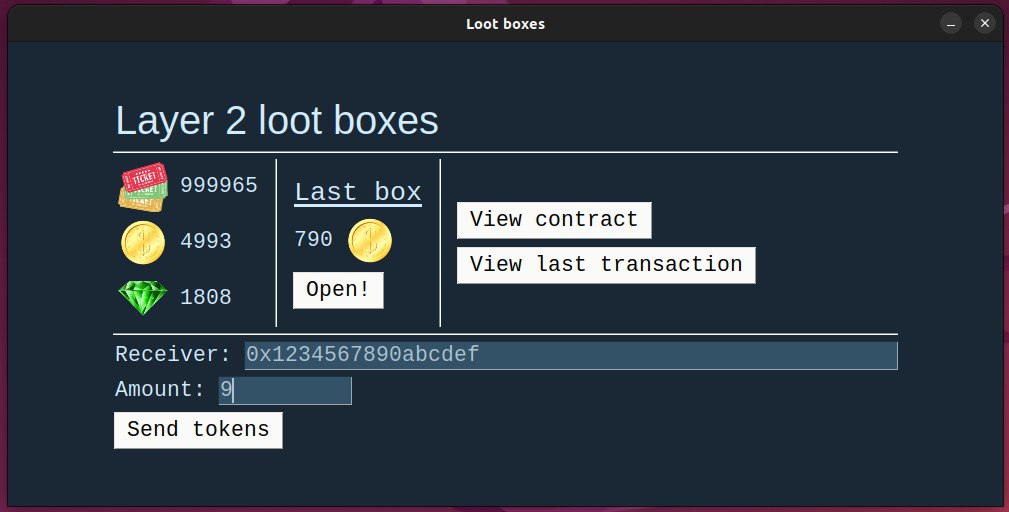 Loot boxes
Layer 2 loot boxes
TICKET
999965
4993
1808
Last box
790
Open!
View contract
View last transaction
Receiver: 0x1234567890abcdef
Amount: 9
Send tokens